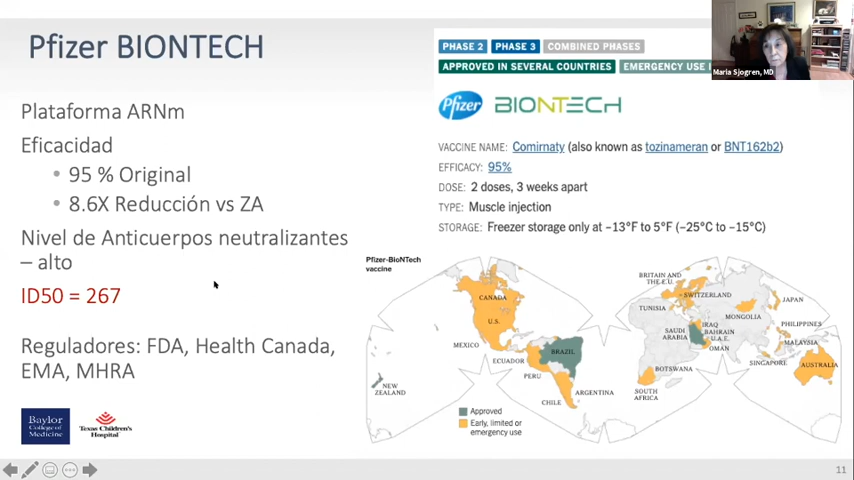 Pfizer BIONTECH
Plataforma ARNm
Eficacidad
• 95 % Original
• 8.6X Reducción vs ZA
Nivel de Anticuerpos neutralizantes
– alto
ID50 = 267
Reguladores: FDA, Health Canada,
EMA, MHRA
Baylor
College of
Medicine
Texas Children's
Hospital
PHASE 2 PHASE 3 COMBINED PHASES
APPROVED IN SEVERAL COUNTRIES EMERGENCY USE
Maria Sjogren, MD
Pfizer BIONTECH
VACCINE NAME: Comirnaty (also known as tozinameran or BNT162b2)
EFFICACY: 95%
DOSE: 2 doses, 3 weeks apart
TYPE: Muscle injection
STORAGE: Freezer storage only at –13°F to 5°F (–25°C to –15°C)
Pfizer-BioNTech
vaccine
CANADA
U.S.
MEXICO
ECUADOR
PERU
BRAZIL
CHILE
ARGENTINA
NEW
ZEALAND
BRITAIN AND
THE E.U.
SWITZERLAND
TUNISIA
SAUDI
ARABIA
IRAQ
BAHRAIN
U.A.E.
OMAN
MONGOLIA
JAPAN
PHILIPPINES
MALAYSIA
SINGAPORE
BOTSWANA
SOUTH
AFRICA
AUSTRALIA
Approved
Early, limited or
emergency use
11